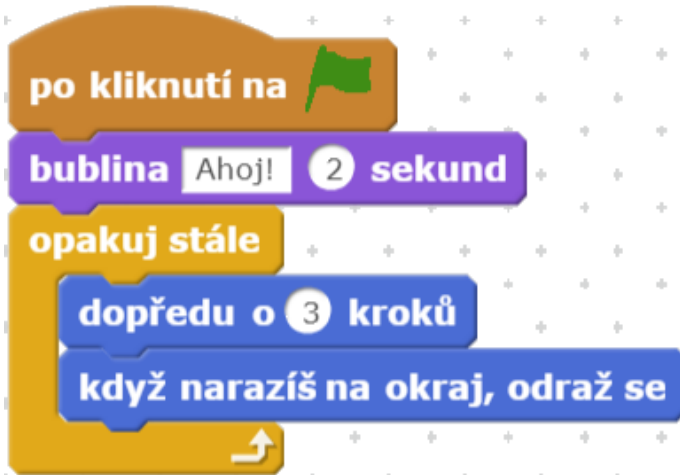 po kliknutí na
bublina Ahoj! 2 sekund
opakuj stále
dopředu o 3 kroků
když narazíš na okraj, odraž se